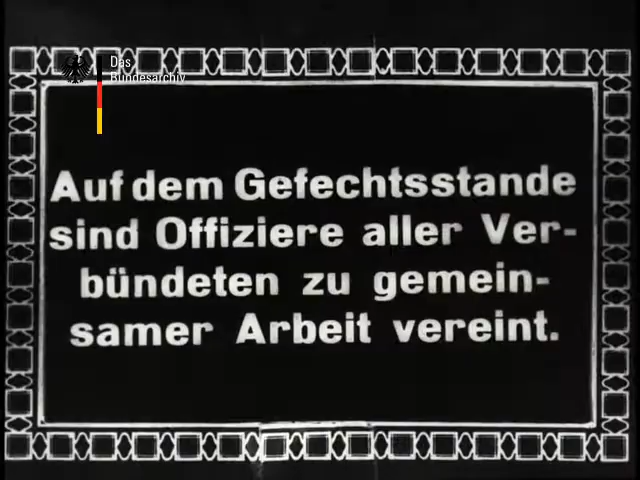 Das
Bundesarchiv
Auf dem Gefechtsstande
sind Offiziere aller Ver-
bündeten zu gemein-
samer Arbeit vereint.